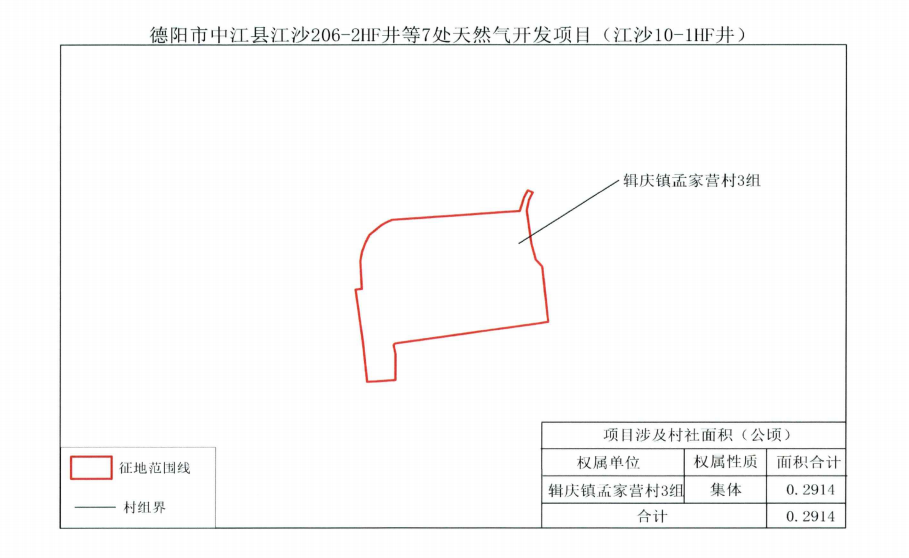 德阳市中江县江沙206-2HF井等7处天然气开发项目（江沙10-1HF井）
辑庆镇孟家营村3组
项目涉及村社面积（公顷）
权属单位 权属性质 面积合计
辑庆镇孟家营村3组 集体 0.2914
合计 0.2914
征地范围线
村组界